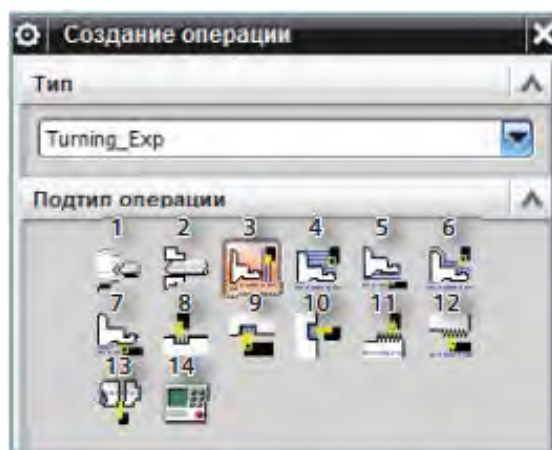 Создание операции
Тип
Turning_Exp
Подтип операции
1 2 3 4 5 6
7 8 9 10 11 12
13 14